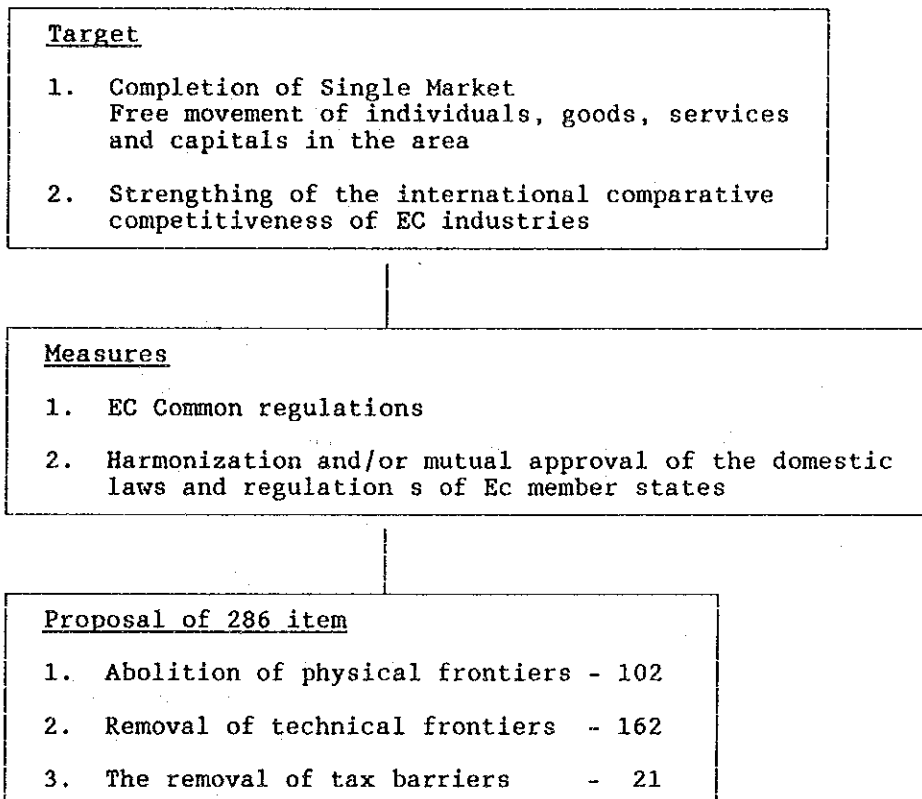 Target
1. Completion of Single Market
Free movement of individuals, goods, services
and capitals in the area
2. Strengthing of the international comparative
competitiveness of EC industries
Measures
1. EC Common regulations
2. Harmonization and/or mutual approval of the domestic
laws and regulation s of Ec member states
Proposal of 286 item
1. Abolition of physical frontiers - 102
2. Removal of technical frontiers - 162
3. The removal of tax barriers - 21